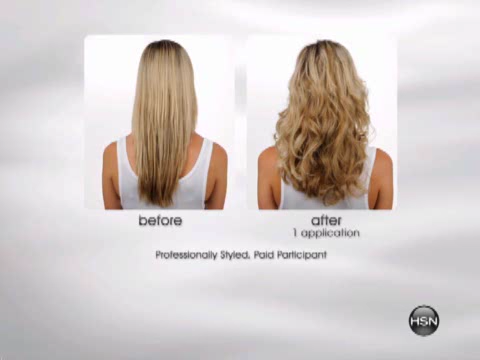 before
after
1 application
Professionally Styled, Paid Participant
HSN